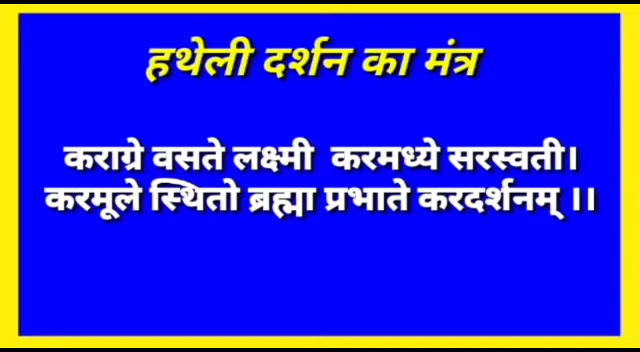 हथेली दर्शन का मंत्र
कराग्रे वसते लक्ष्मी करमध्ये सरस्वती।
करमूले स्थितो ब्रह्मा प्रभाते करदर्शनम् ।।